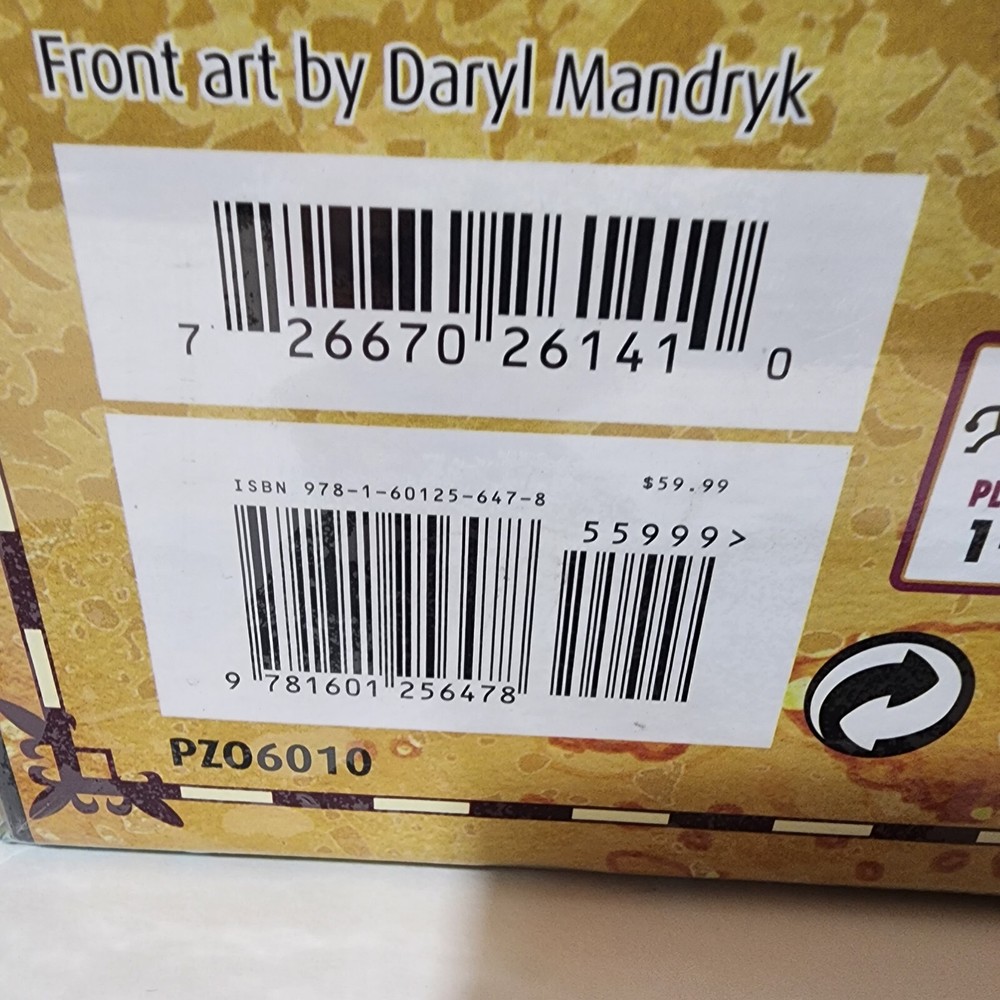 Front art by Daryl Mandryk
7 26670 26141 0
ISBN 978-1-60125-647-8
$59.99
55999>
9 781601 256478
PZO6010